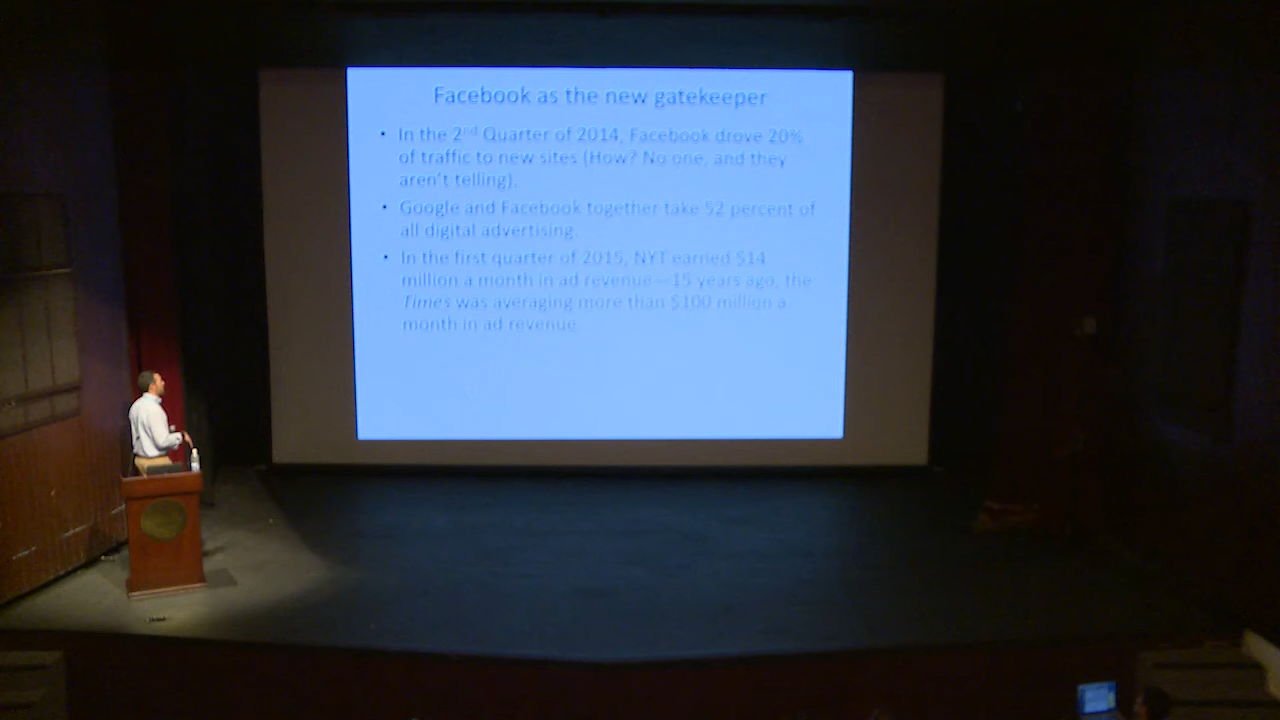 Facebook as the new gatekeeper
• In the 2nd Quarter of 2014, Facebook drove 20%
of traffic to new sites (How? No one, and they
aren't telling).
• Google and Facebook together take 52 percent of
all digital advertising.
• In the first quarter of 2015, NYT earned $14
million a month in ad revenue—15 years ago, the
Times was averaging more than $100 million a
month in ad revenue